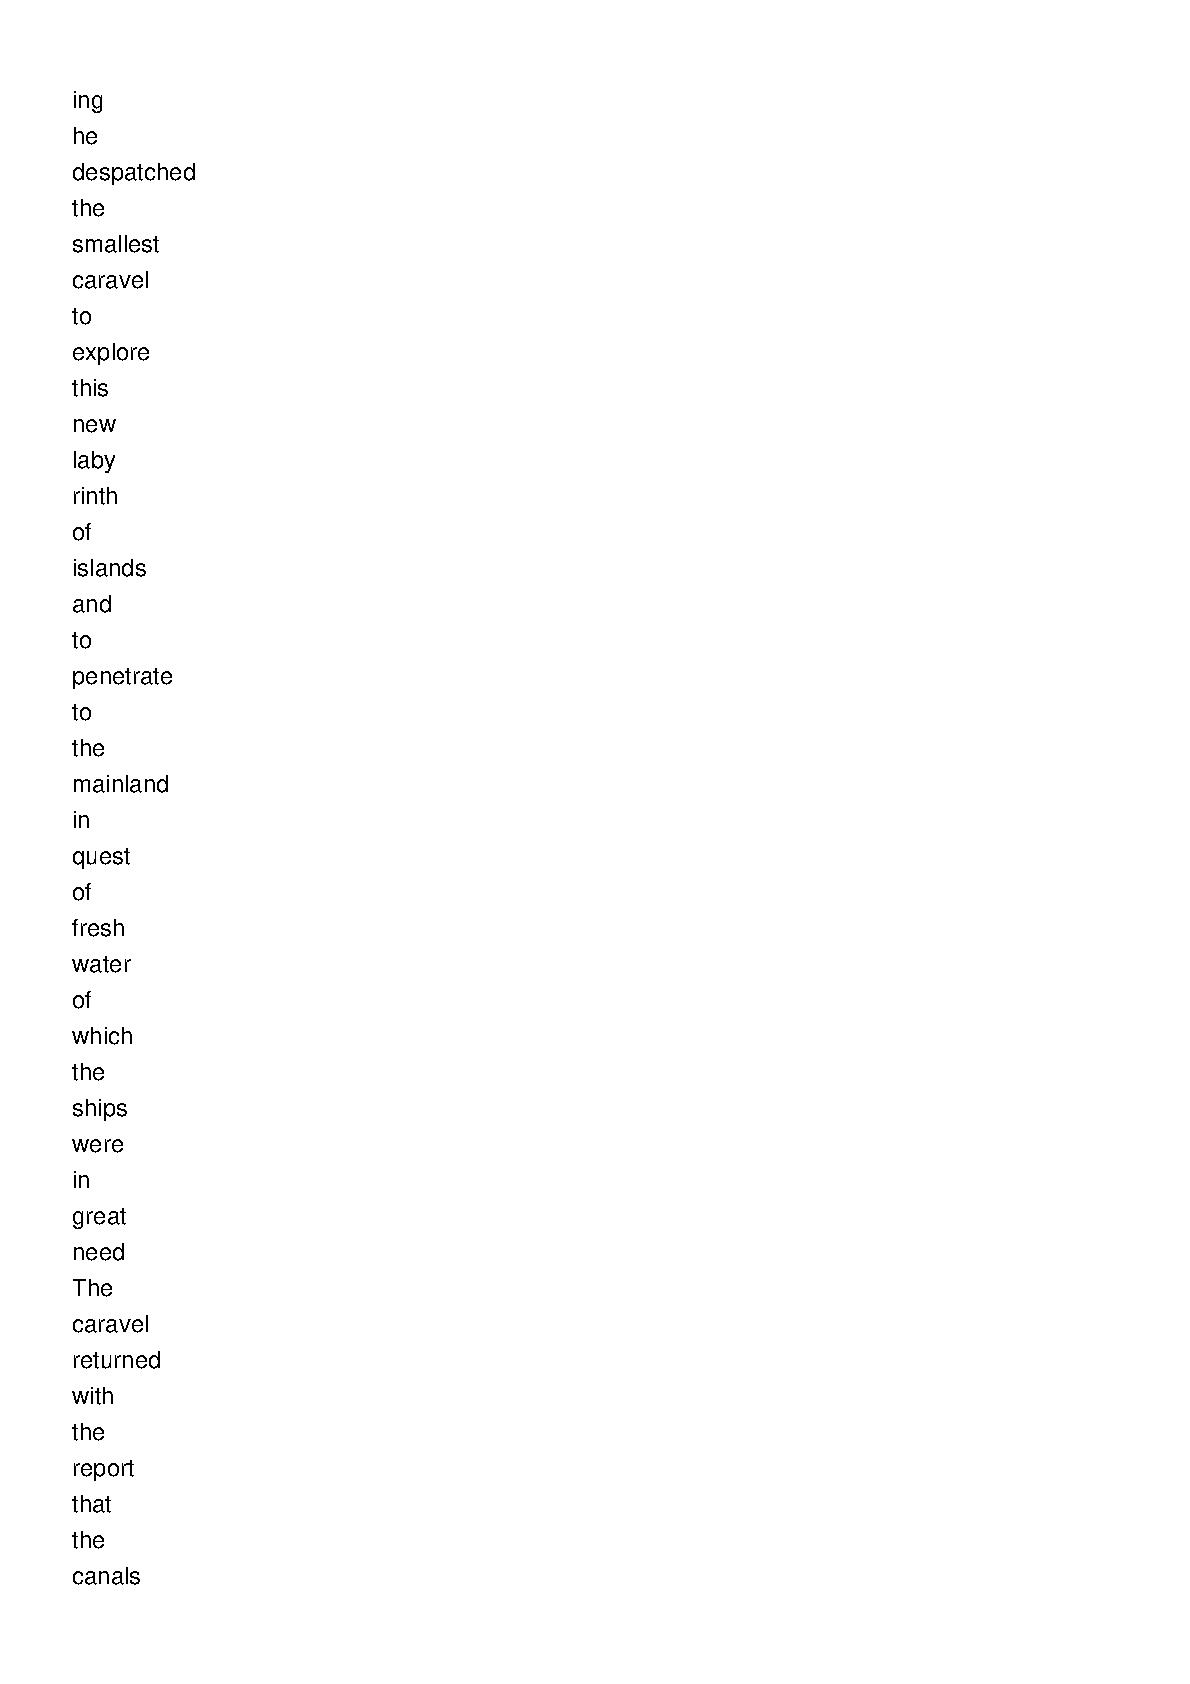 ing
he
despatched
the
smallest
caravel
to
explore
this
new
laby
rinth
of
islands
and
to
penetrate
to
the
mainland
in
quest
of
fresh
water
of
which
the
ships
were
in
great
need
The
caravel
returned
with
the
report
that
the
canals